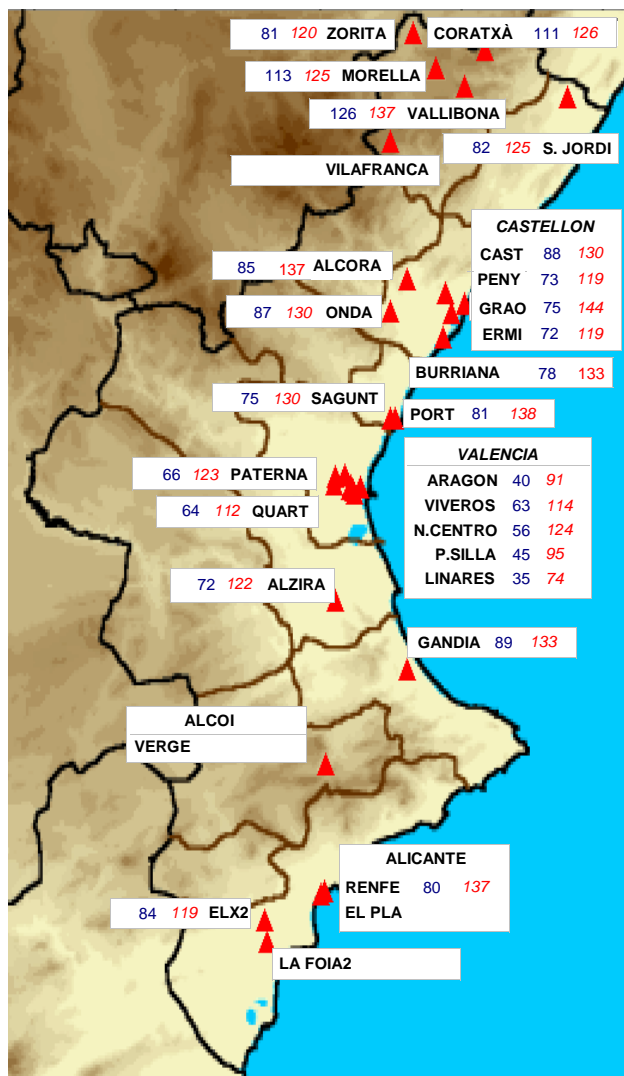 81 120 ZORITA
CORATXÀ 111 126
113 125 MORELLA
126 137 VALLIBONA
82 125 S. JORDI
VILAFRANCA
CASTELLON
CAST 88 130
PENY 73 119
GRAO 75 144
ERMI 72 119
85 137 ALCORA
87 130 ONDA
BURRIANA 78 133
75 130 SAGUNT
PORT 81 138
66 123 PATERNA
64 112 QUART
VALENCIA
ARAGON 40 91
VIVEROS 63 114
N.CENTRO 56 124
P.SILLA 45 95
LINARES 35 74
72 122 ALZIRA
GANDIA 89 133
ALCOI
VERGE
ALICANTE
RENFE 80 137
EL PLA
84 119 ELX2
LA FOIA2